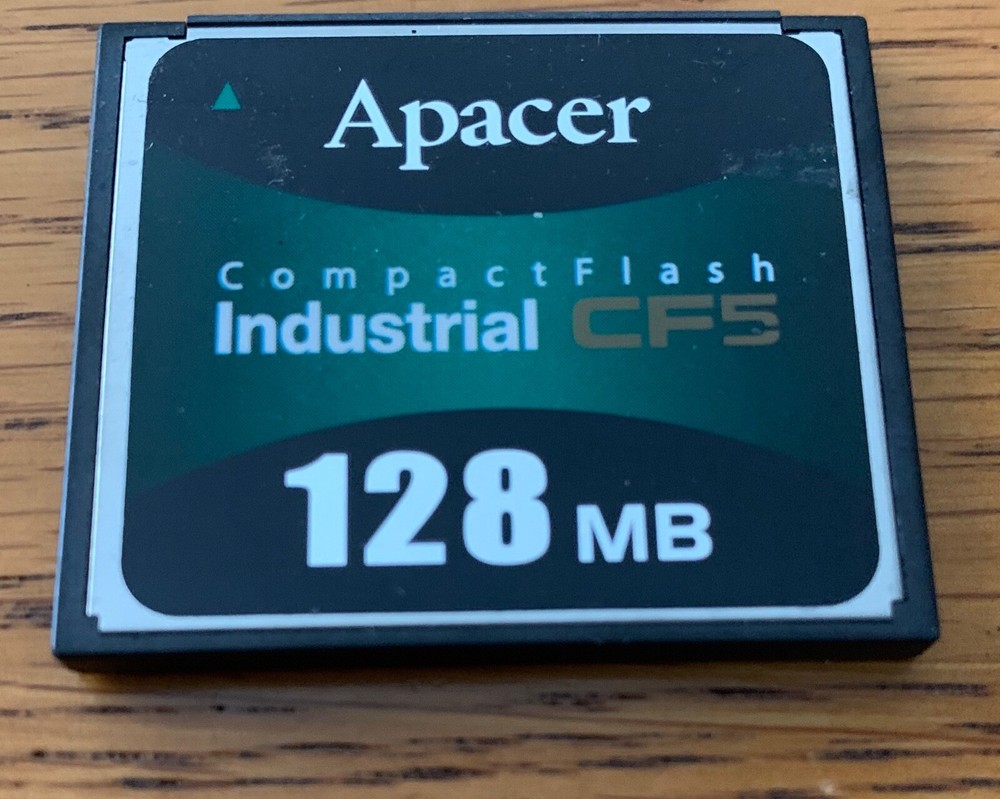 Apacer
CompactFlash
Industrial CF5
128 MB